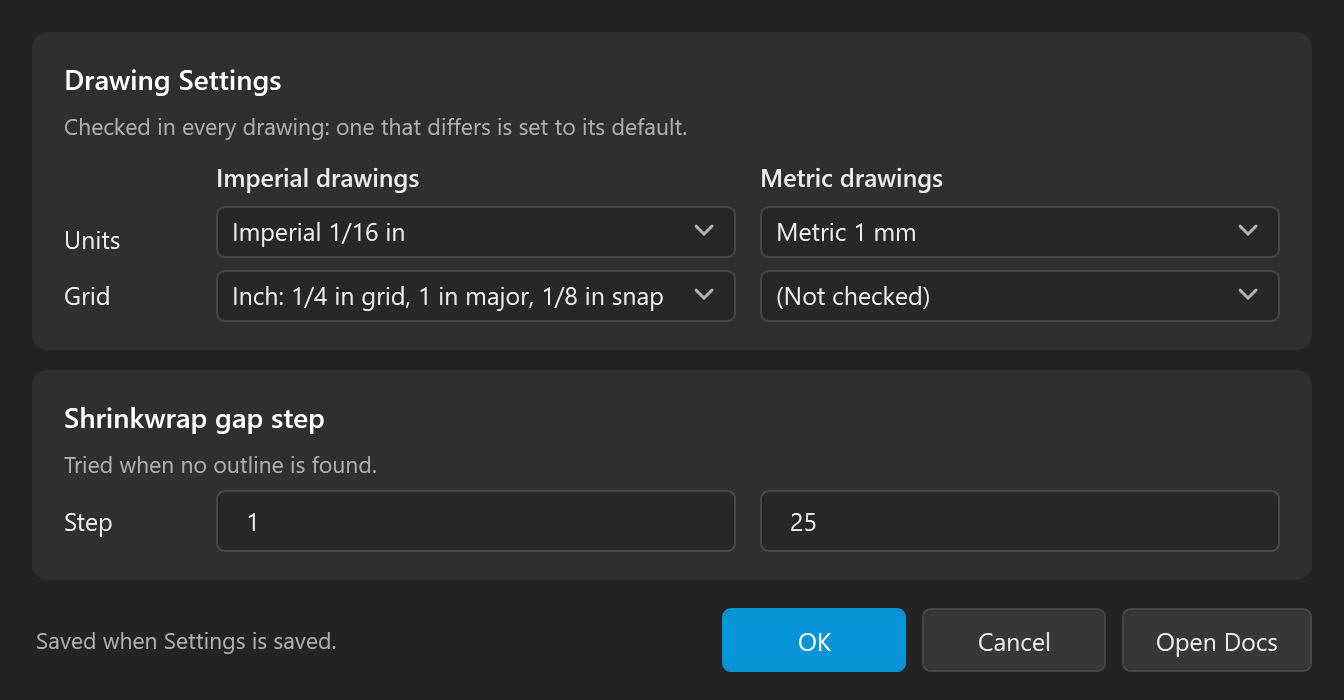 Drawing Settings
Checked in every drawing: one that differs is set to its default.
Imperial drawings Metric drawings
Units Imperial 1/16 in Metric 1 mm
Grid Inch: 1/4 in grid, 1 in major, 1/8 in snap (Not checked)
Shrinkwrap gap step
Tried when no outline is found.
Step 1 25
Saved when Settings is saved. OK Cancel Open Docs